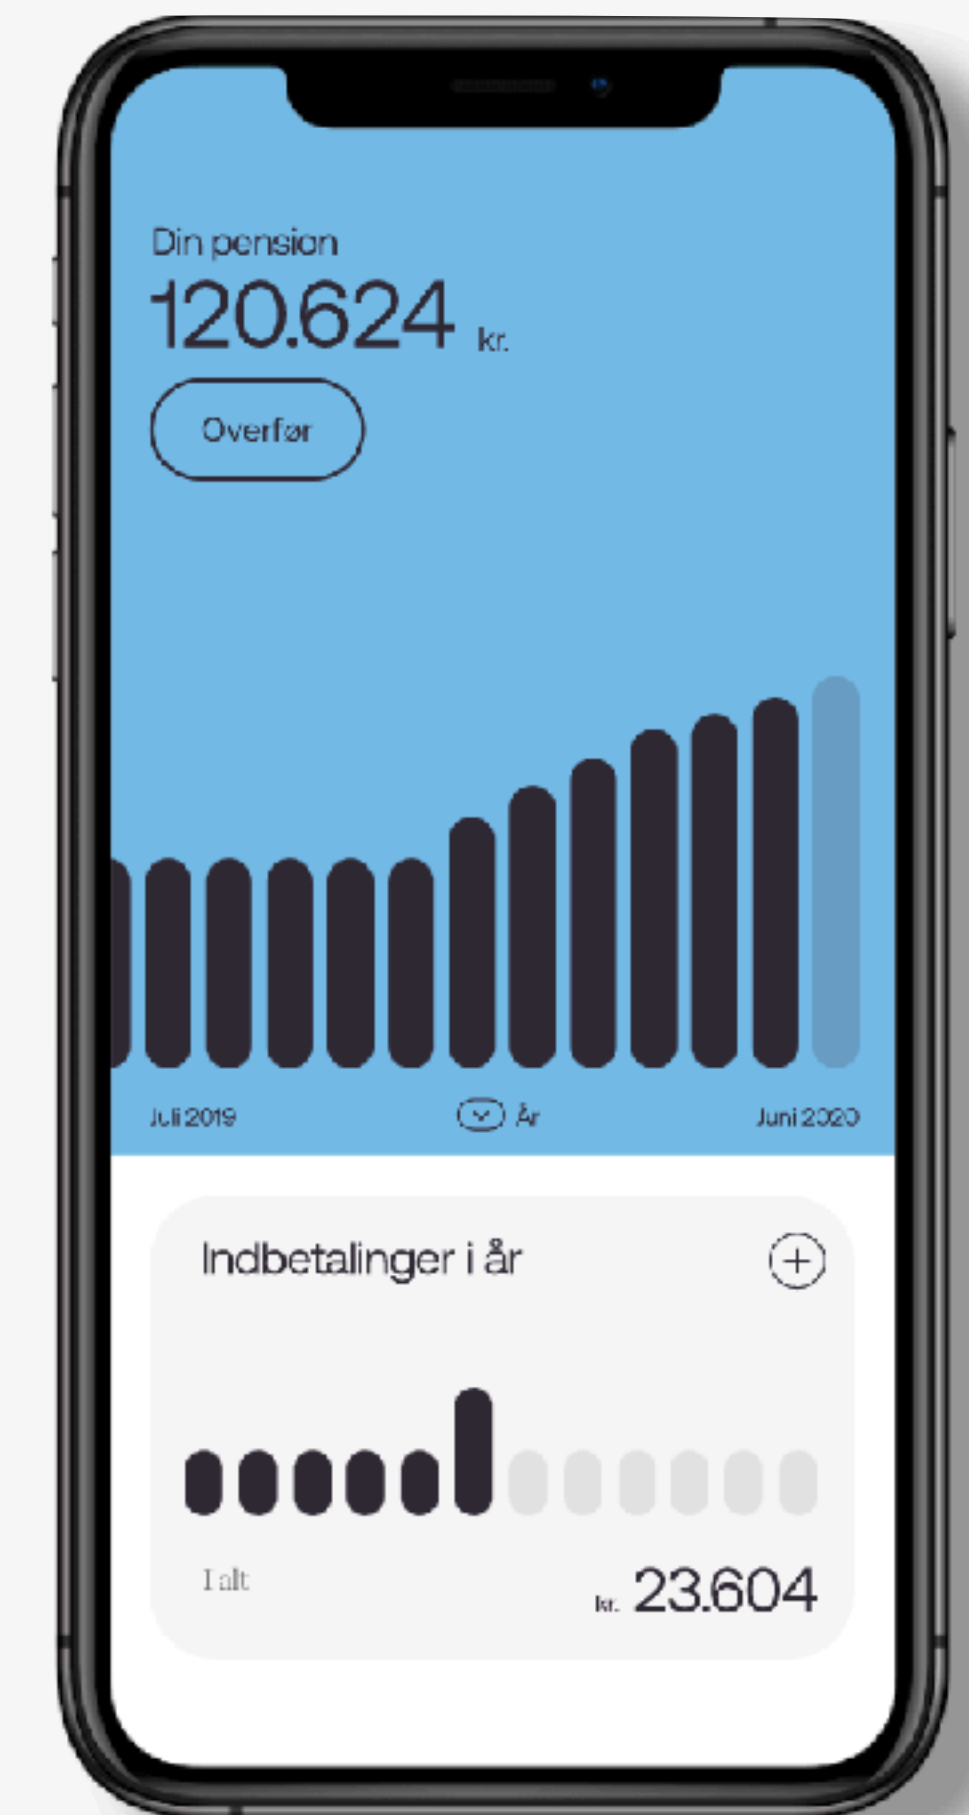 Din pension
120.624 kr.
Overfør
Juli 2019 År Juni 2020
Indbetalinger i år
I alt kr. 23.604